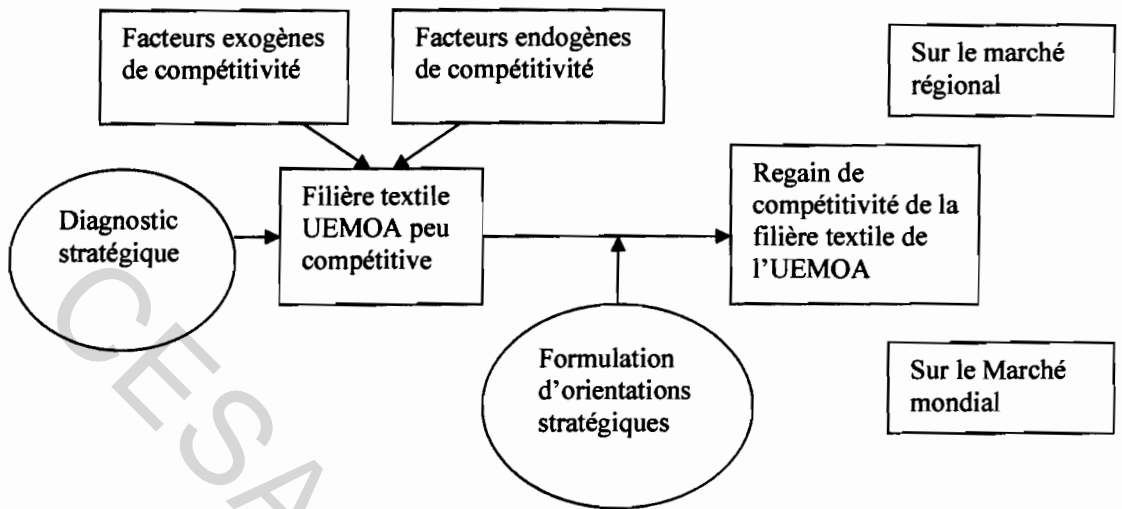 Facteurs exogènes
de compétitivité
Facteurs endogènes
de compétitivité
Sur le marché
régional
Diagnostic
stratégique
Filière textile
UEMOA peu
compétitive
Regain de
compétitivité de la
filière textile de
l'UEMOA
Formulation
d'orientations
stratégiques
Sur le Marché
mondial
CESA